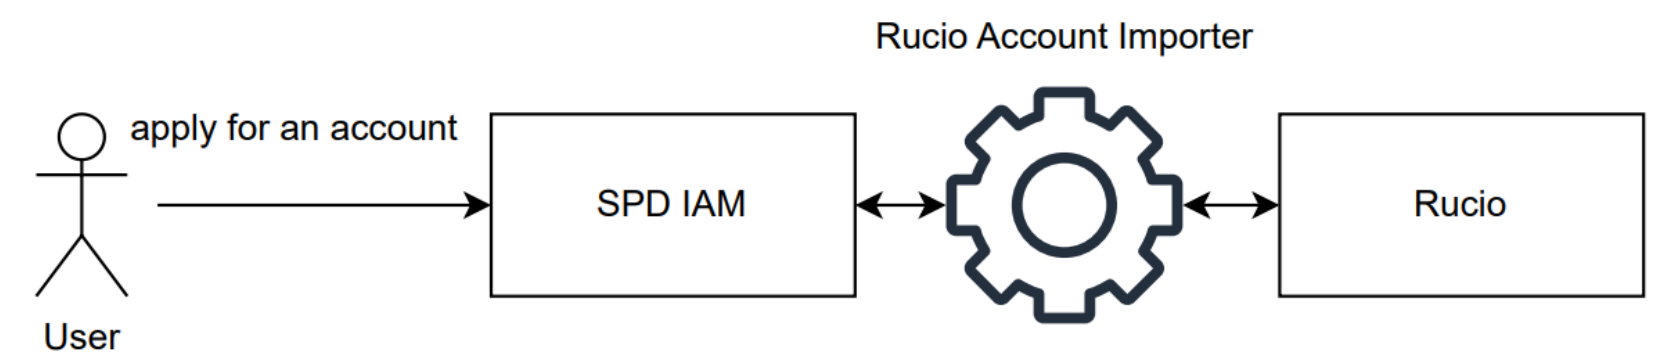 Rucio Account Importer
apply for an account
SPD IAM
Rucio
User